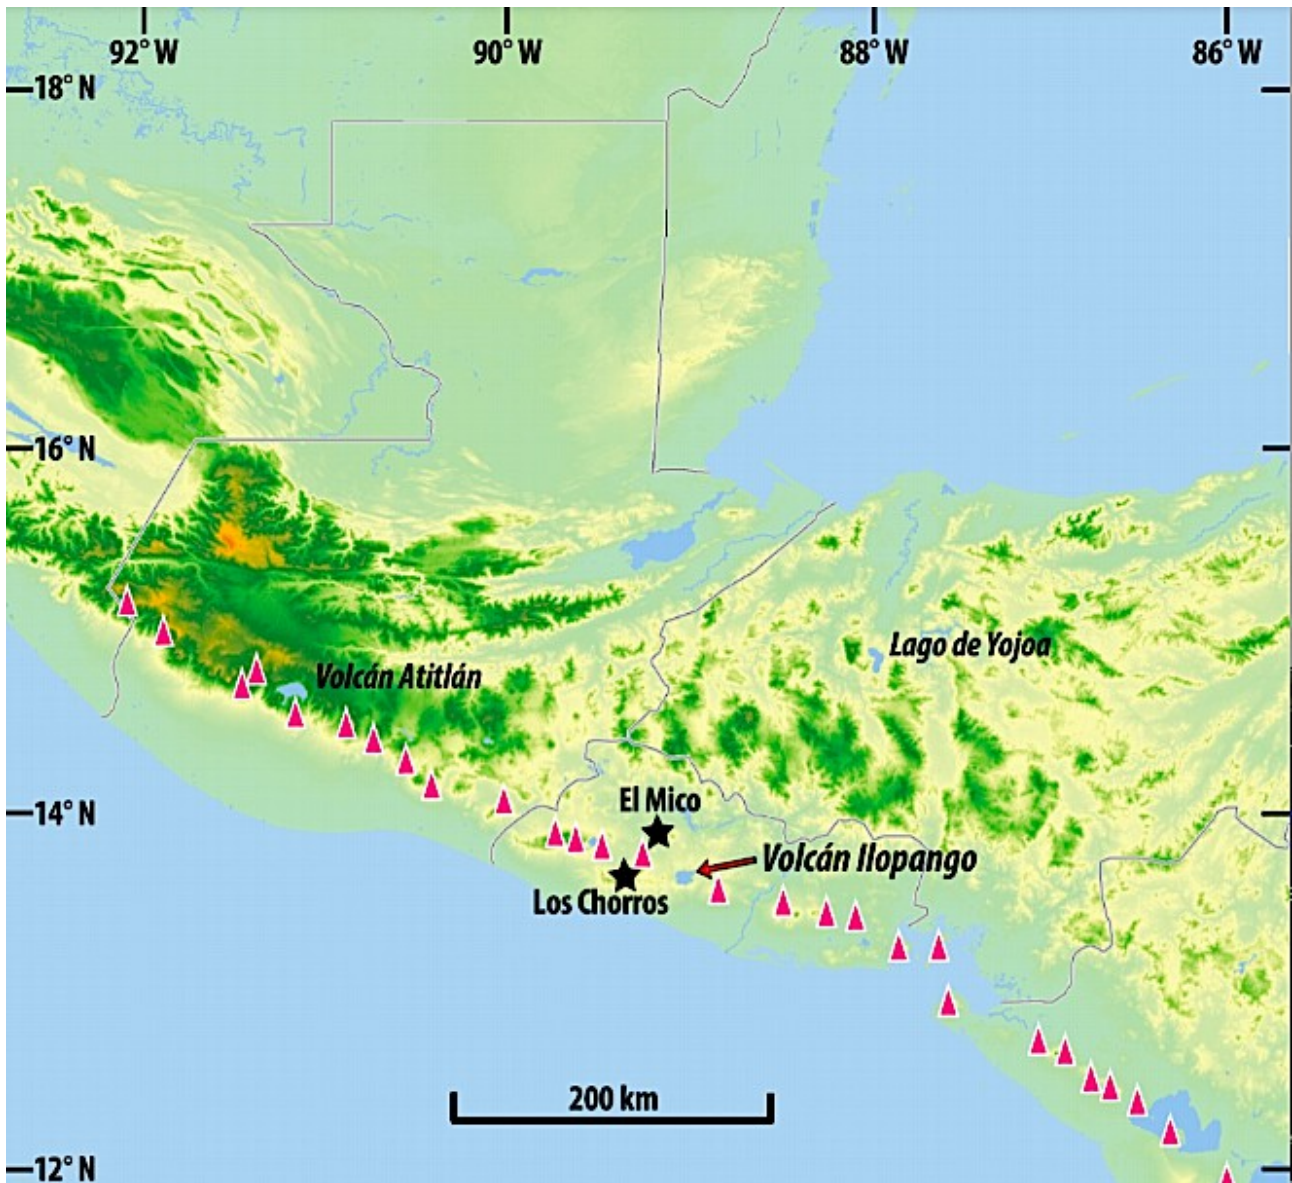 92°W
90°W
88°W
86°W
18°N
16°N
Lago de Yojoa
Volcán Atitlán
14°N
El Mico
Volcán Ilopango
Los Chorros
200 km
12°N